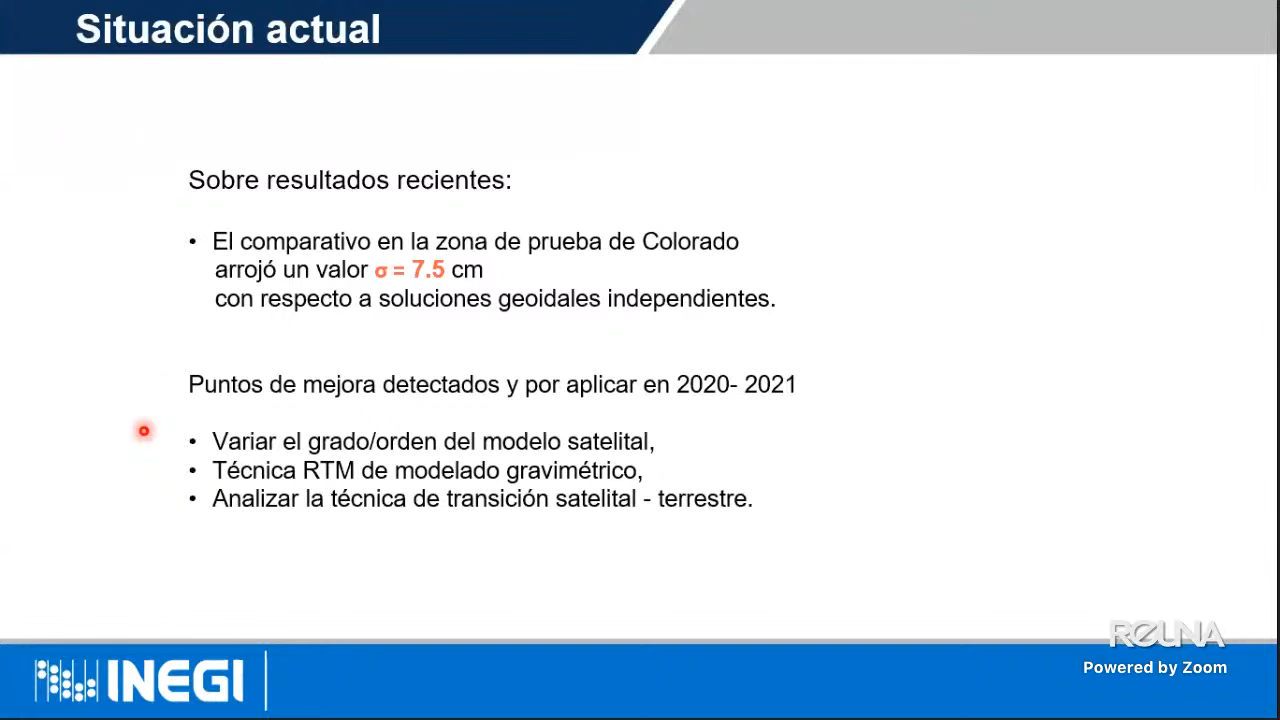 Situación actual
Sobre resultados recientes:
• El comparativo en la zona de prueba de Colorado
arrojó un valor σ = 7.5 cm
con respecto a soluciones geoidales independientes.
Puntos de mejora detectados y por aplicar en 2020- 2021
• Variar el grado/orden del modelo satelital,
• Técnica RTM de modelado gravimétrico,
• Analizar la técnica de transición satelital - terrestre.
REUNA
Powered by Zoom
INEGI